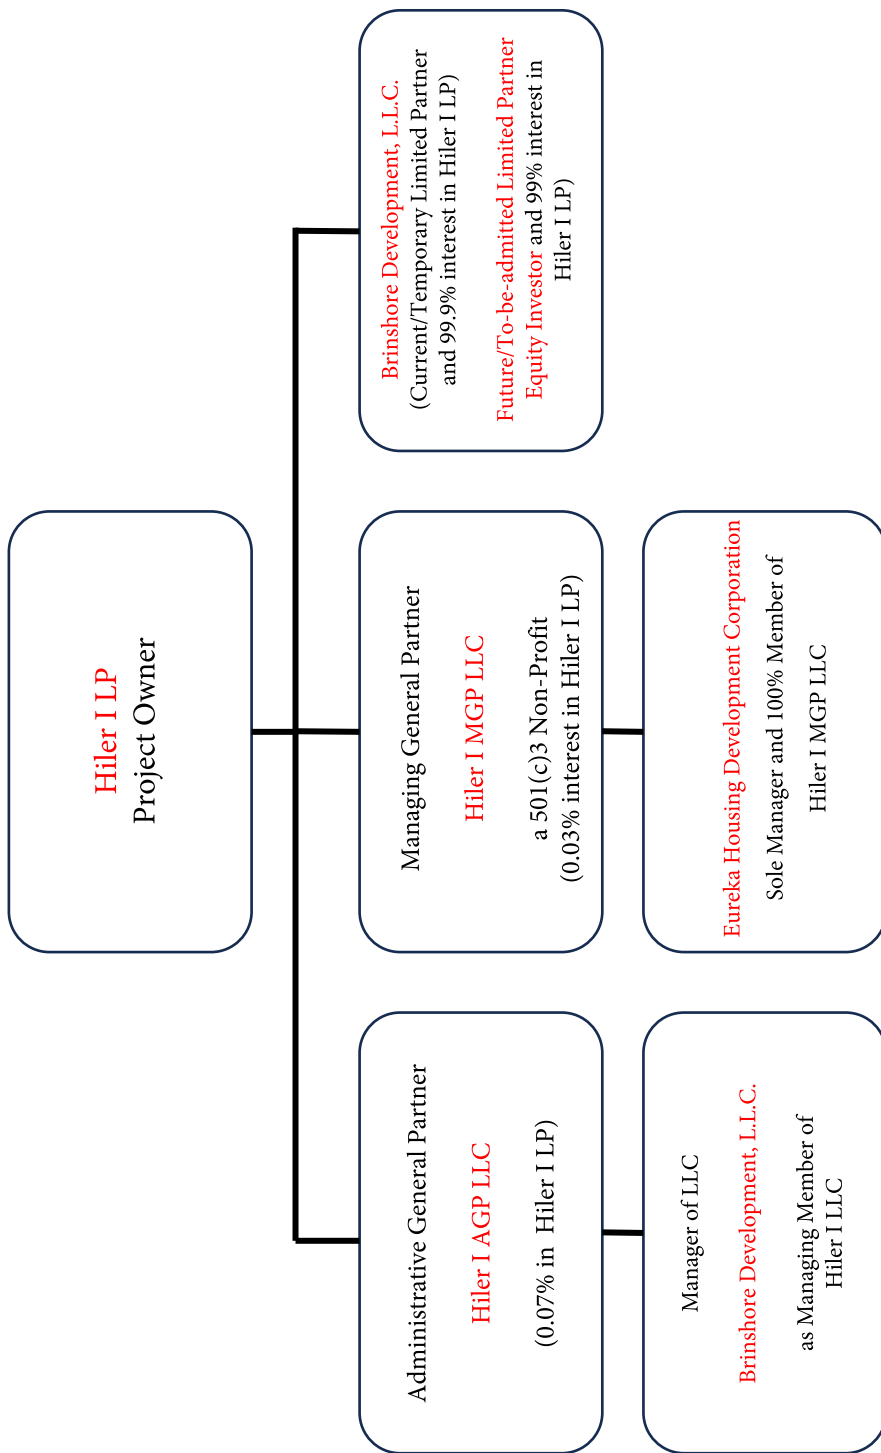 Hiler I LP
Project Owner
Administrative General Partner
Hiler I AGP LLC
(0.07% in Hiler I LP)
Managing General Partner
Hiler I MGP LLC
a 501(c)3 Non-Profit
(0.03% interest in Hiler I LP)
Brinshore Development, L.L.C.
(Current/Temporary Limited Partner
and 99.9% interest in Hiler I LP)
Future/To-be-admitted Limited Partner
Equity Investor and 99% interest in
Hiler I LP)
Manager of LLC
Brinshore Development, L.L.C.
as Managing Member of
Hiler I LLC
Eureka Housing Development Corporation
Sole Manager and 100% Member of
Hiler I MGP LLC